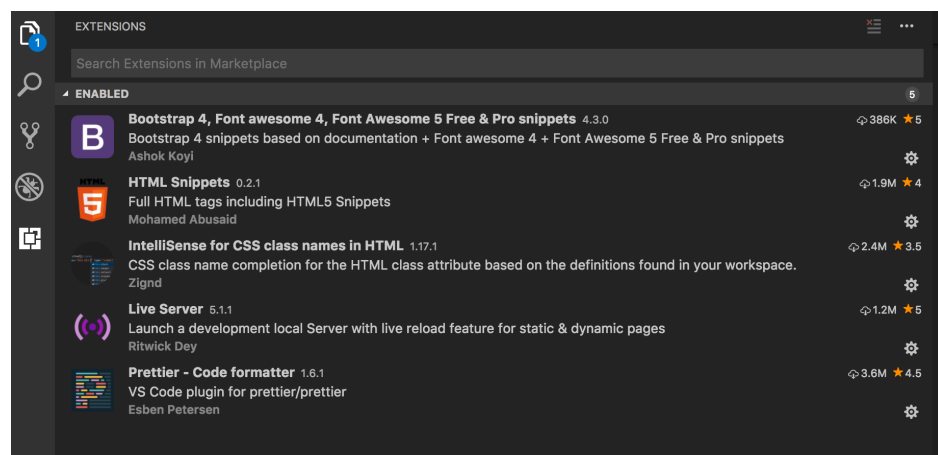 EXTENSIONS
1
Search Extensions in Marketplace
ENABLED 5
Bootstrap 4, Font awesome 4, Font Awesome 5 Free & Pro snippets 4.3.0 386K ★5
Bootstrap 4 snippets based on documentation + Font awesome 4 + Font Awesome 5 Free & Pro snippets
Ashok Koyi
B
HTML Snippets 0.2.1 1.9M ★4
Full HTML tags including HTML5 Snippets
Mohamed Abusaid
HTML
5
IntelliSense for CSS class names in HTML 1.17.1 2.4M ★3.5
CSS class name completion for the HTML class attribute based on the definitions found in your workspace.
Zignd
Live Server 5.1.1 1.2M ★5
Launch a development local Server with live reload feature for static & dynamic pages
Ritwick Dey
Prettier - Code formatter 1.6.1 3.6M ★4.5
VS Code plugin for prettier/prettier
Esben Petersen